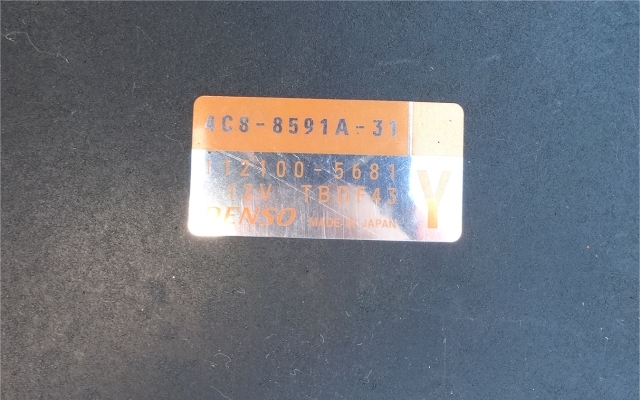 4C8-8591A-31
112100-5681
12V TBDF43
Y
DENSO MADE IN JAPAN